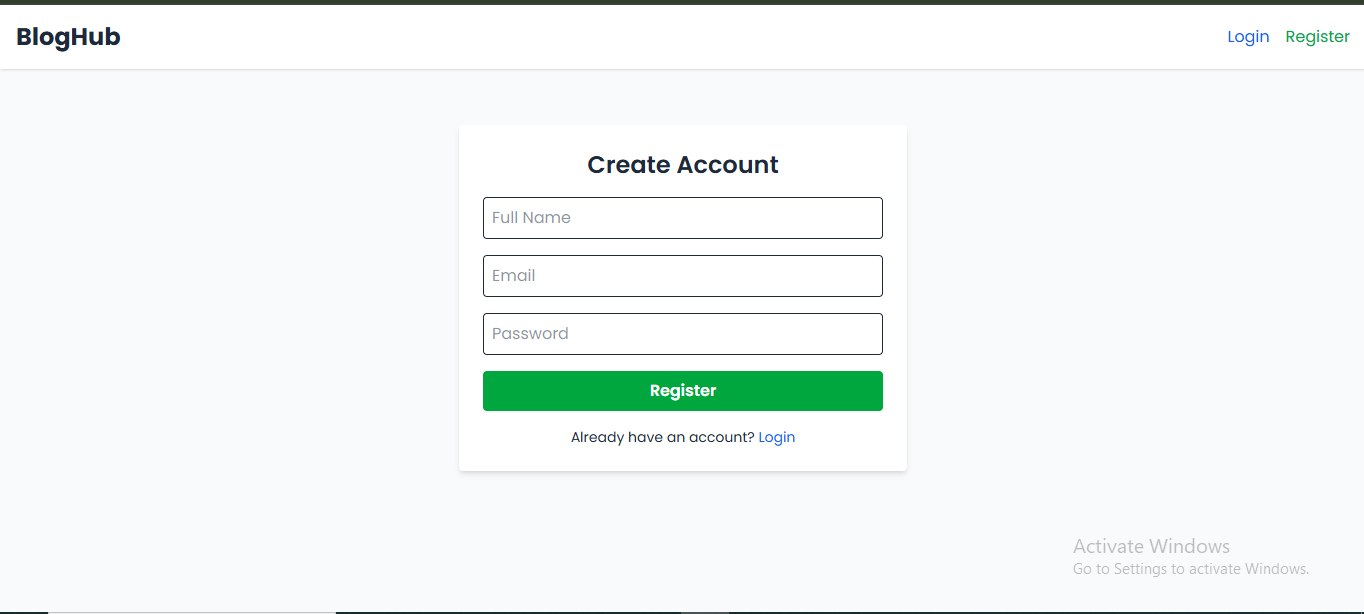 BlogHub
Login Register
Create Account
Full Name
Email
Password
Register
Already have an account? Login
Activate Windows
Go to Settings to activate Windows.